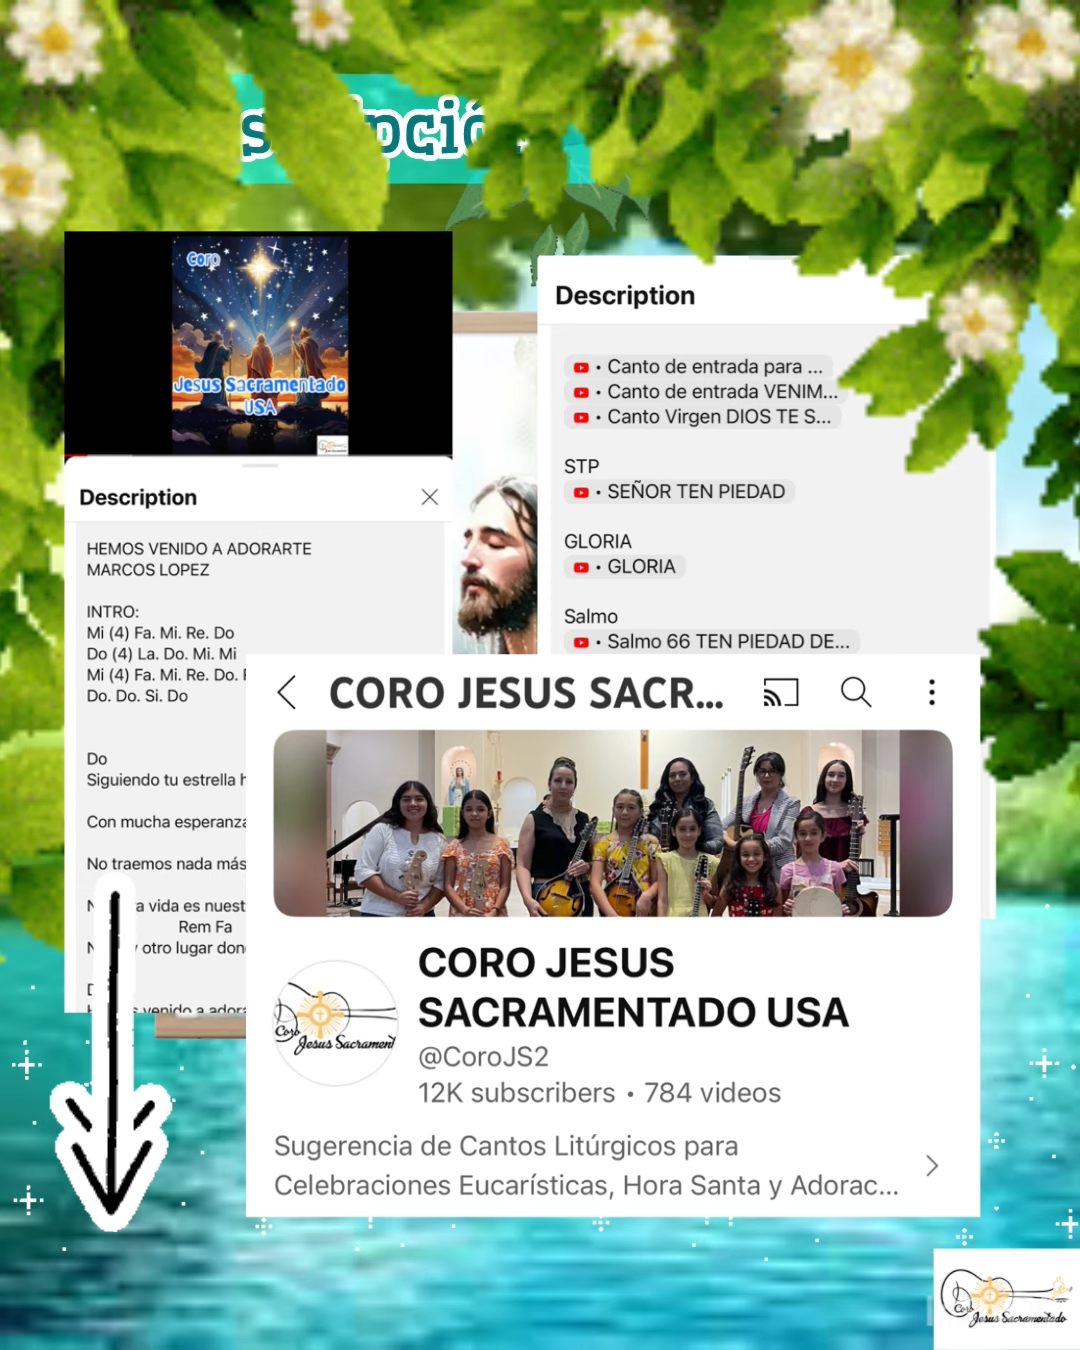 Coro
Jesus Sacramentado
USA
Description
HEMOS VENIDO A ADORARTE
MARCOS LOPEZ
INTRO:
Mi (4) Fa. Mi. Re. Do
Do (4) La. Do. Mi. Mi
Mi (4) Fa. Mi. Re. Do.
Do. Do. Si. Do
Do
Siguiendo tu estrella
Con mucha esperanza
No traemos nada más
vida es nuest
Rem Fa
otro lugar don
venido a adora
Description
• Canto de entrada para ...
• Canto de entrada VENIM...
• Canto Virgen DIOS TE S...
STP
• SEÑOR TEN PIEDAD
GLORIA
• GLORIA
Salmo
• Salmo 66 TEN PIEDAD DE...
CORO JESUS SACR...
CORO JESUS
SACRAMENTADO USA
@CoroJS2
12K subscribers • 784 videos
Sugerencia de Cantos Litúrgicos para
Celebraciones Eucarísticas, Hora Santa y Adorac...
Coro
Jesus Sacrament
Coro
Jesus Sacramentado